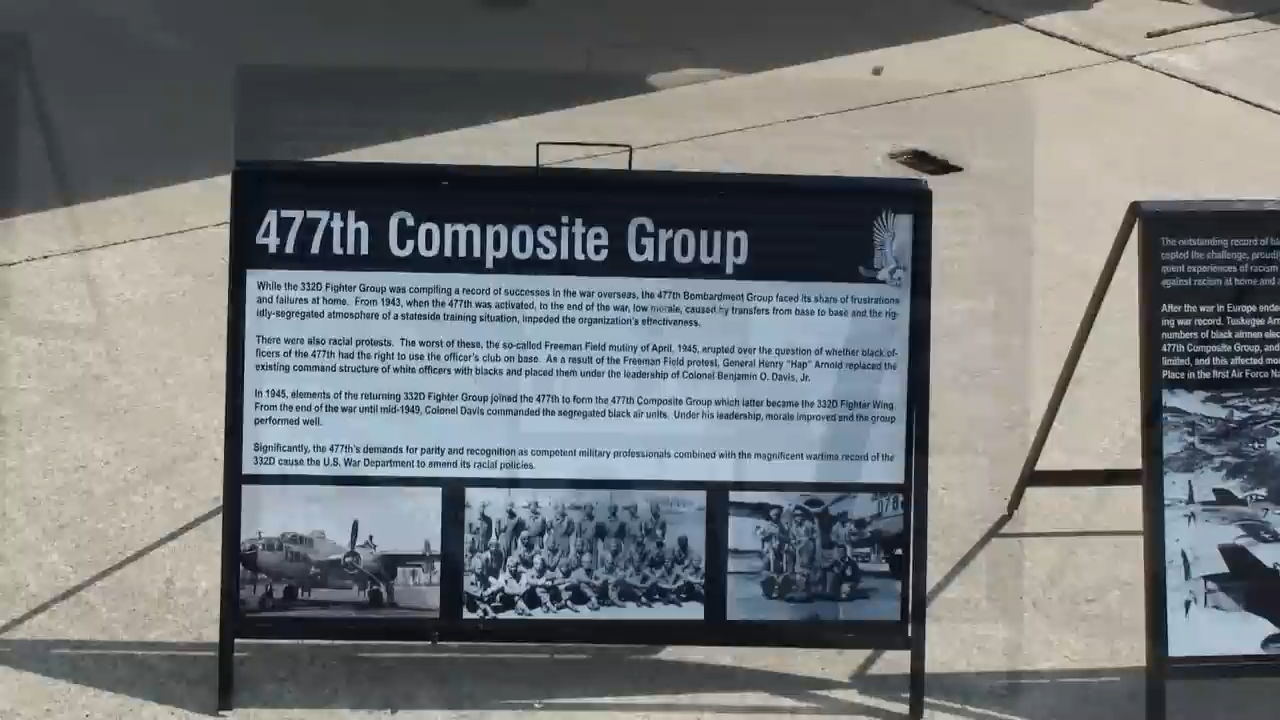 477th Composite Group
While the 332D Fighter Group was compiling a record of successes in the war overseas, the 477th Bombardment Group faced its share of frustrations
and failures at home. From 1943, when the 477th was activated, to the end of the war, low morale, caused by transfers from base to base and the rig-
idly-segregated atmosphere of a stateside training situation, impeded the organization's effectiveness.
There were also racial protests. The worst of these, the so-called Freeman Field mutiny of April, 1945, erupted over the question of whether black of-
ficers of the 477th had the right to use the officer's club on base. As a result of the Freeman Field protest, General Henry "Hap" Arnold replaced the
existing command structure of white officers with blacks and placed them under the leadership of Colonel Benjamin O. Davis, Jr.
In 1945, elements of the returning 332D Fighter Group joined the 477th to form the 477th Composite Group which latter became the 332D Fighter Wing.
From the end of the war until mid-1949, Colonel Davis commanded the segregated black air units. Under his leadership, morale improved and the group
performed well.
Significantly, the 477th's demands for parity and recognition as competent military professionals combined with the magnificent wartime record of the
332D cause the U.S. War Department to amend its racial policies.
The outstanding record of
cepted the challenge,
quent experiences of racism
against racism at home and
After the war in Europe
ing war record. Tuskegee
numbers of black airmen
477th Composite Group, and
limited, and this affected
Place in the first Air Force